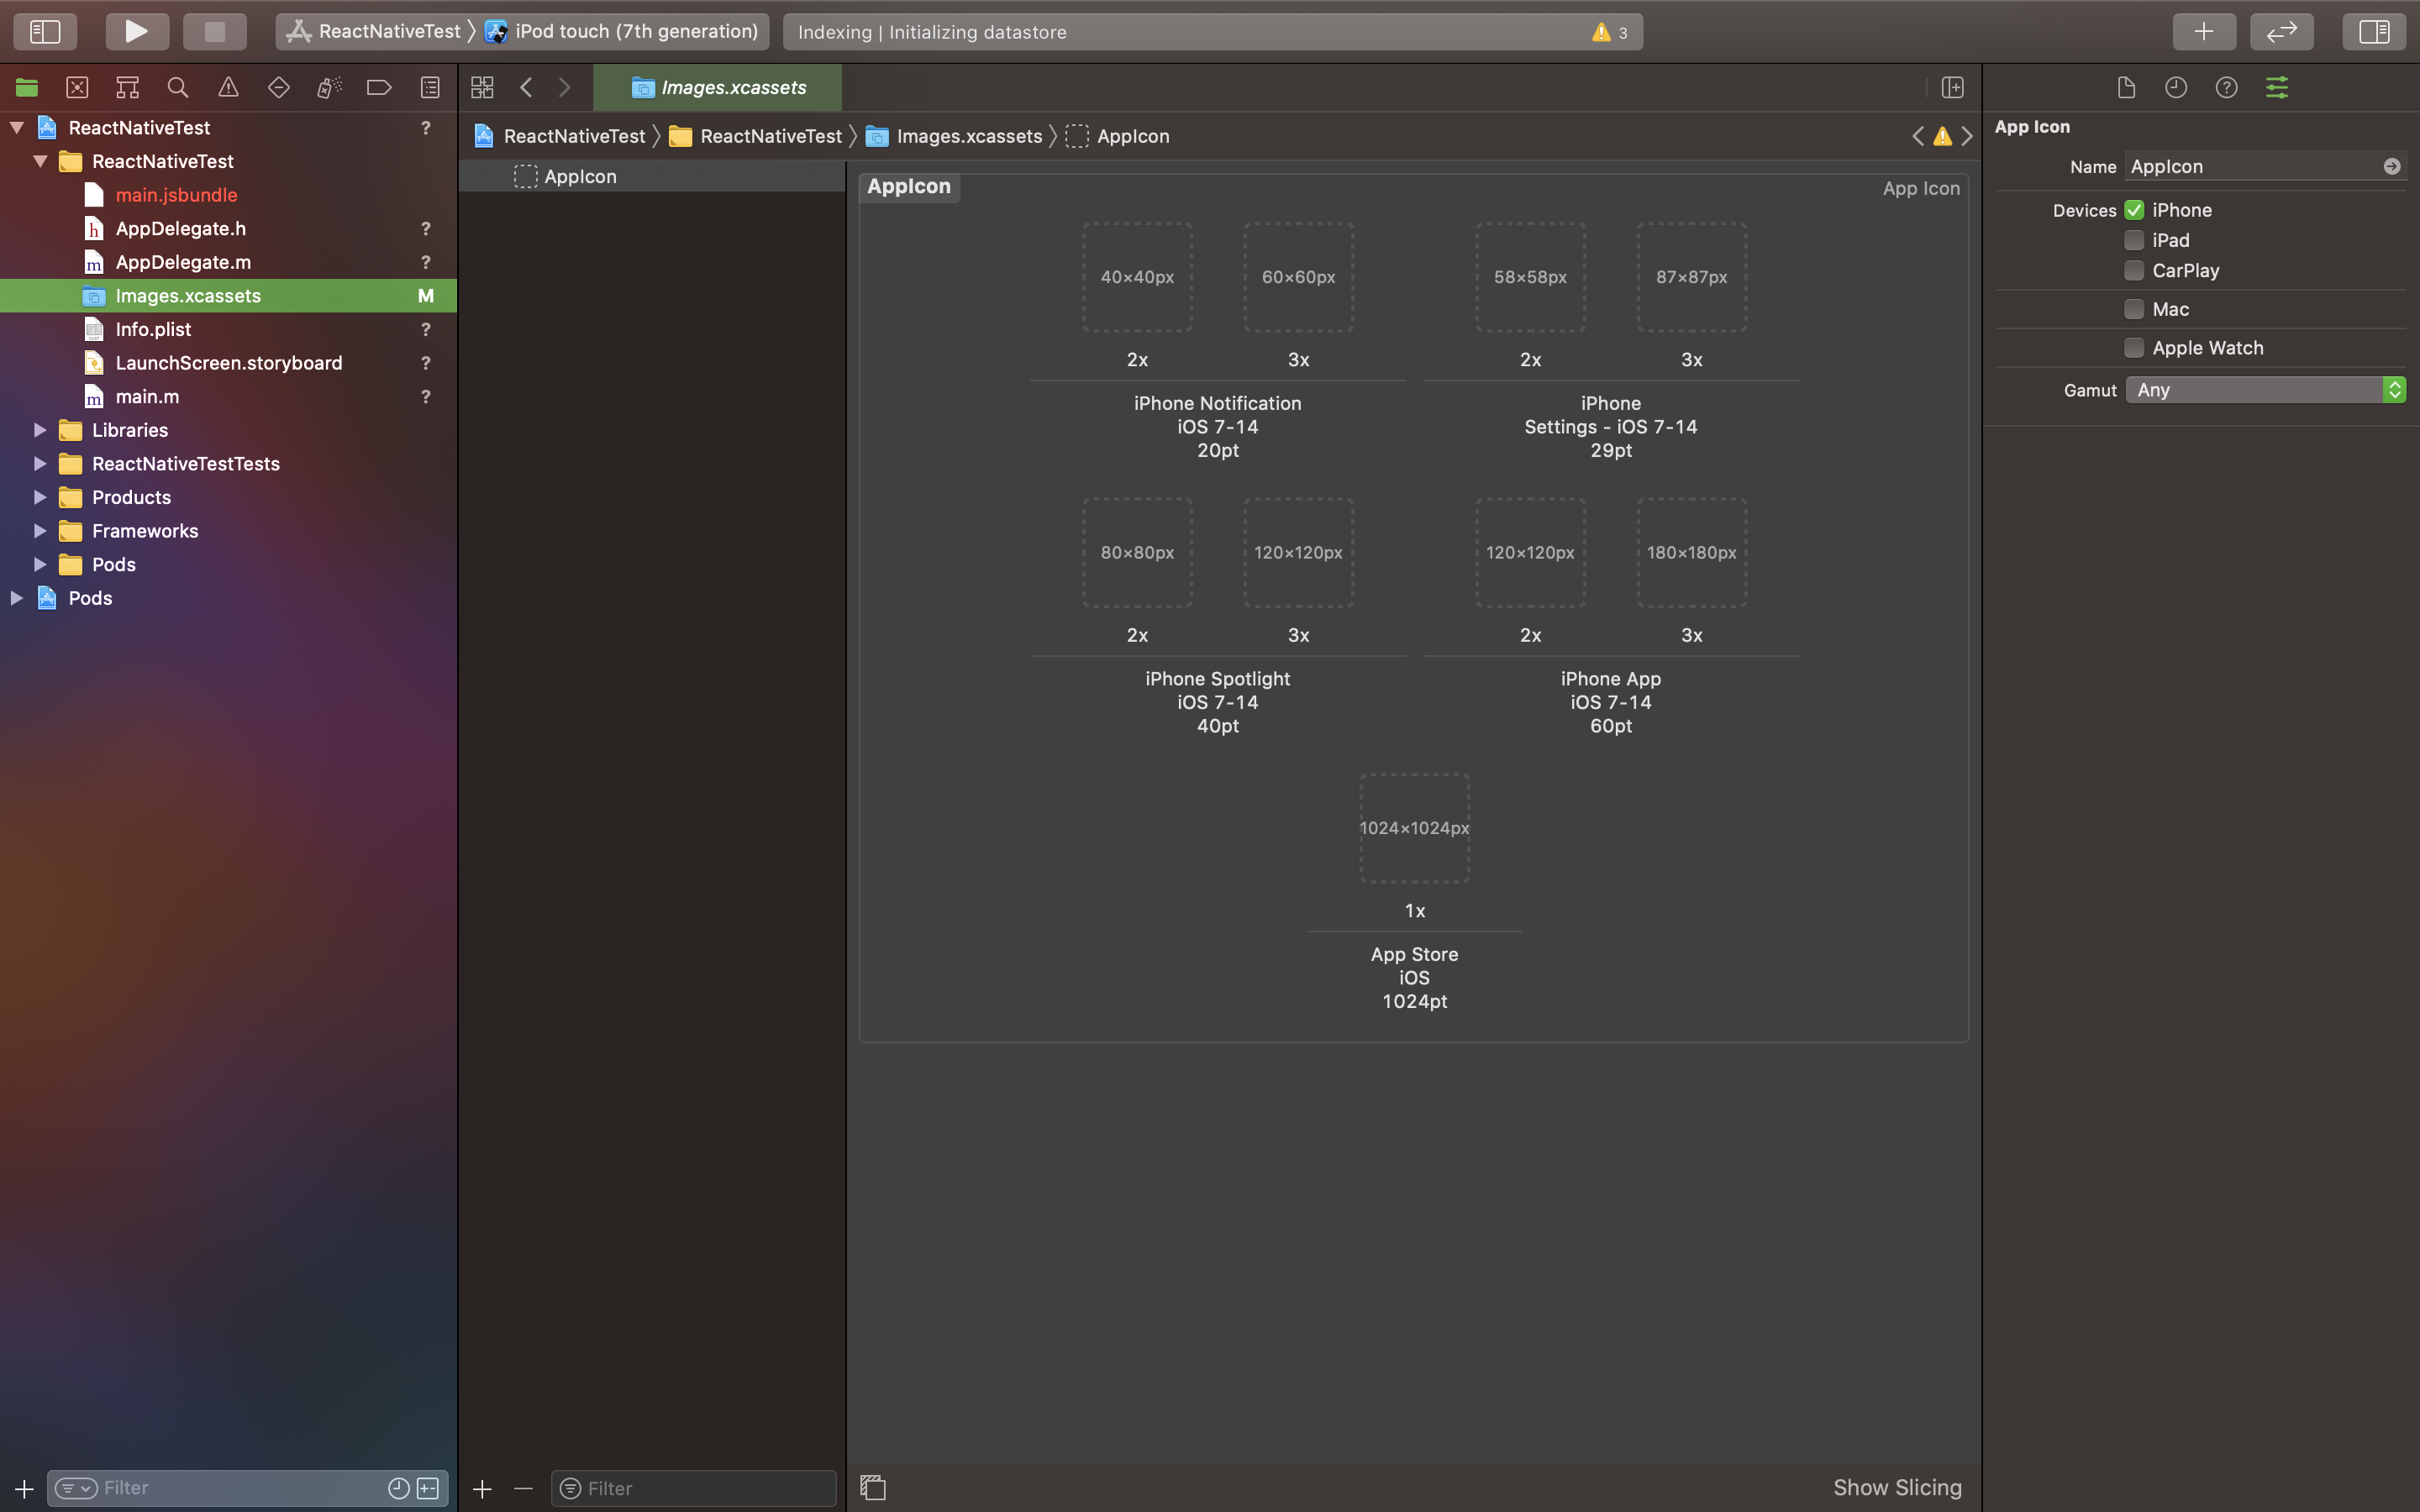 ReactNativeTest
iPod touch (7th generation)
Indexing | Initializing datastore
3
Images.xcassets
ReactNativeTest ?
ReactNativeTest
main.jsbundle
AppDelegate.h ?
AppDelegate.m ?
Images.xcassets M
Info.plist ?
LaunchScreen.storyboard ?
main.m ?
Libraries
ReactNativeTestTests
Products
Frameworks
Pods
Pods
Filter
ReactNativeTest
ReactNativeTest
Images.xcassets
AppIcon
AppIcon
Filter
AppIcon
App Icon
40×40px 60×60px 58×58px 87×87px
2x 3x 2x 3x
iPhone Notification
iOS 7-14
20pt
iPhone
Settings - iOS 7-14
29pt
80×80px 120×120px 120×120px 180×180px
2x 3x 2x 3x
iPhone Spotlight
iOS 7-14
40pt
iPhone App
iOS 7-14
60pt
1024×1024px
1x
App Store
iOS
1024pt
Show Slicing
App Icon
Name AppIcon
Devices iPhone
iPad
CarPlay
Mac
Apple Watch
Gamut Any